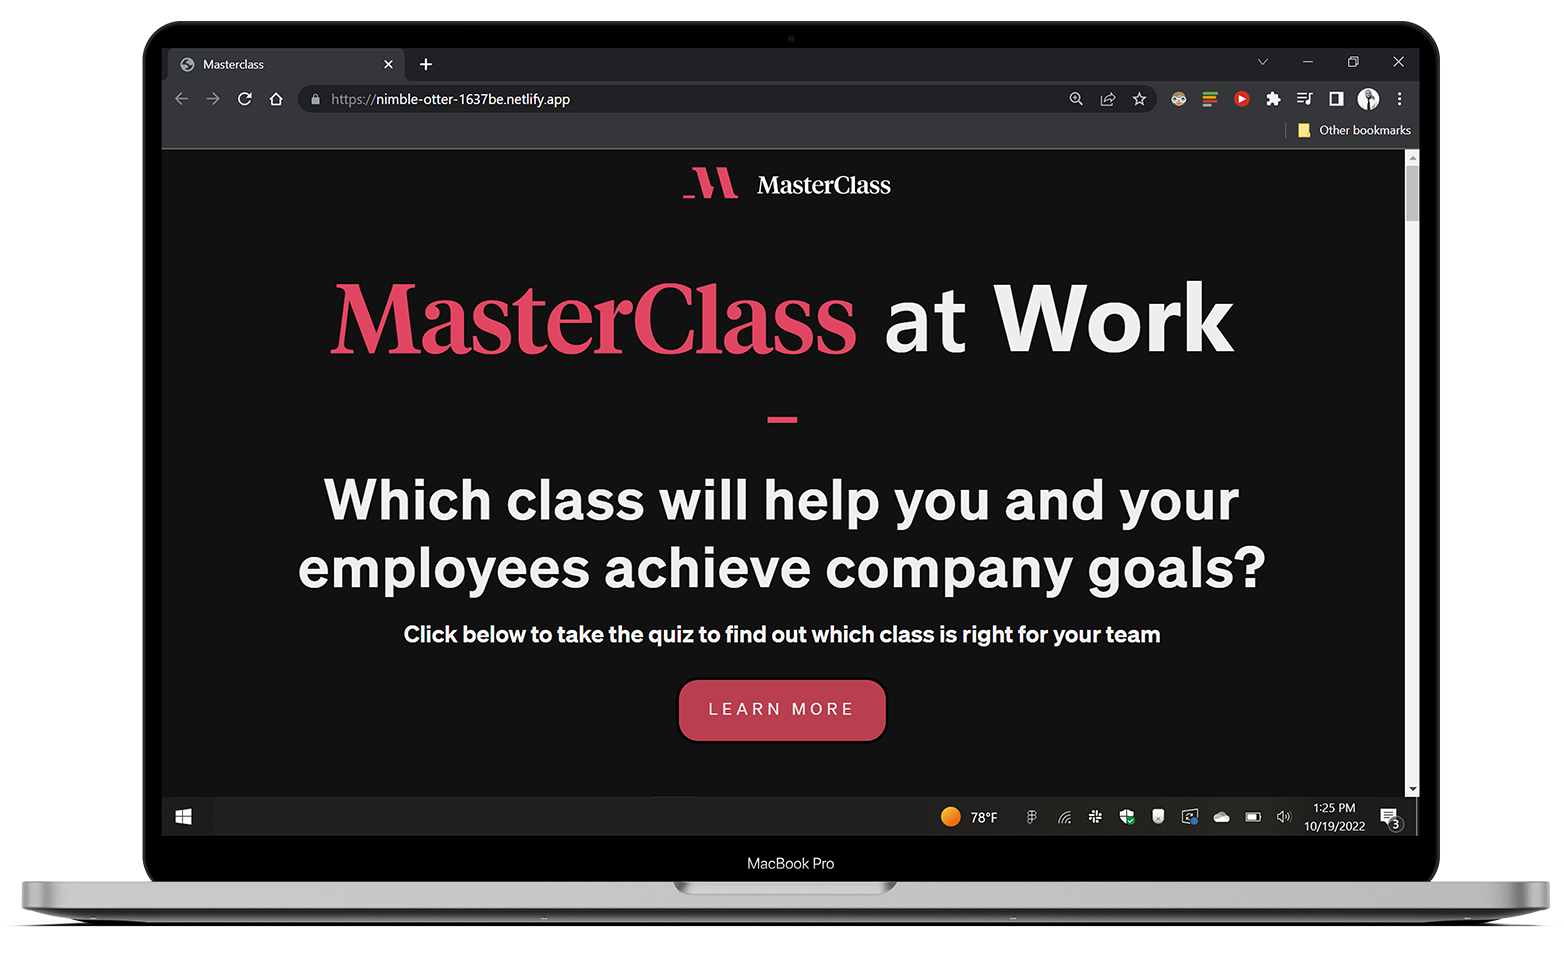 Masterclass
https://nimble-otter-1637be.netlify.app
Other bookmarks
MasterClass
MasterClass at Work
Which class will help you and your
employees achieve company goals?
Click below to take the quiz to find out which class is right for your team
LEARN MORE
78°F
1:25 PM
10/19/2022
3
MacBook Pro